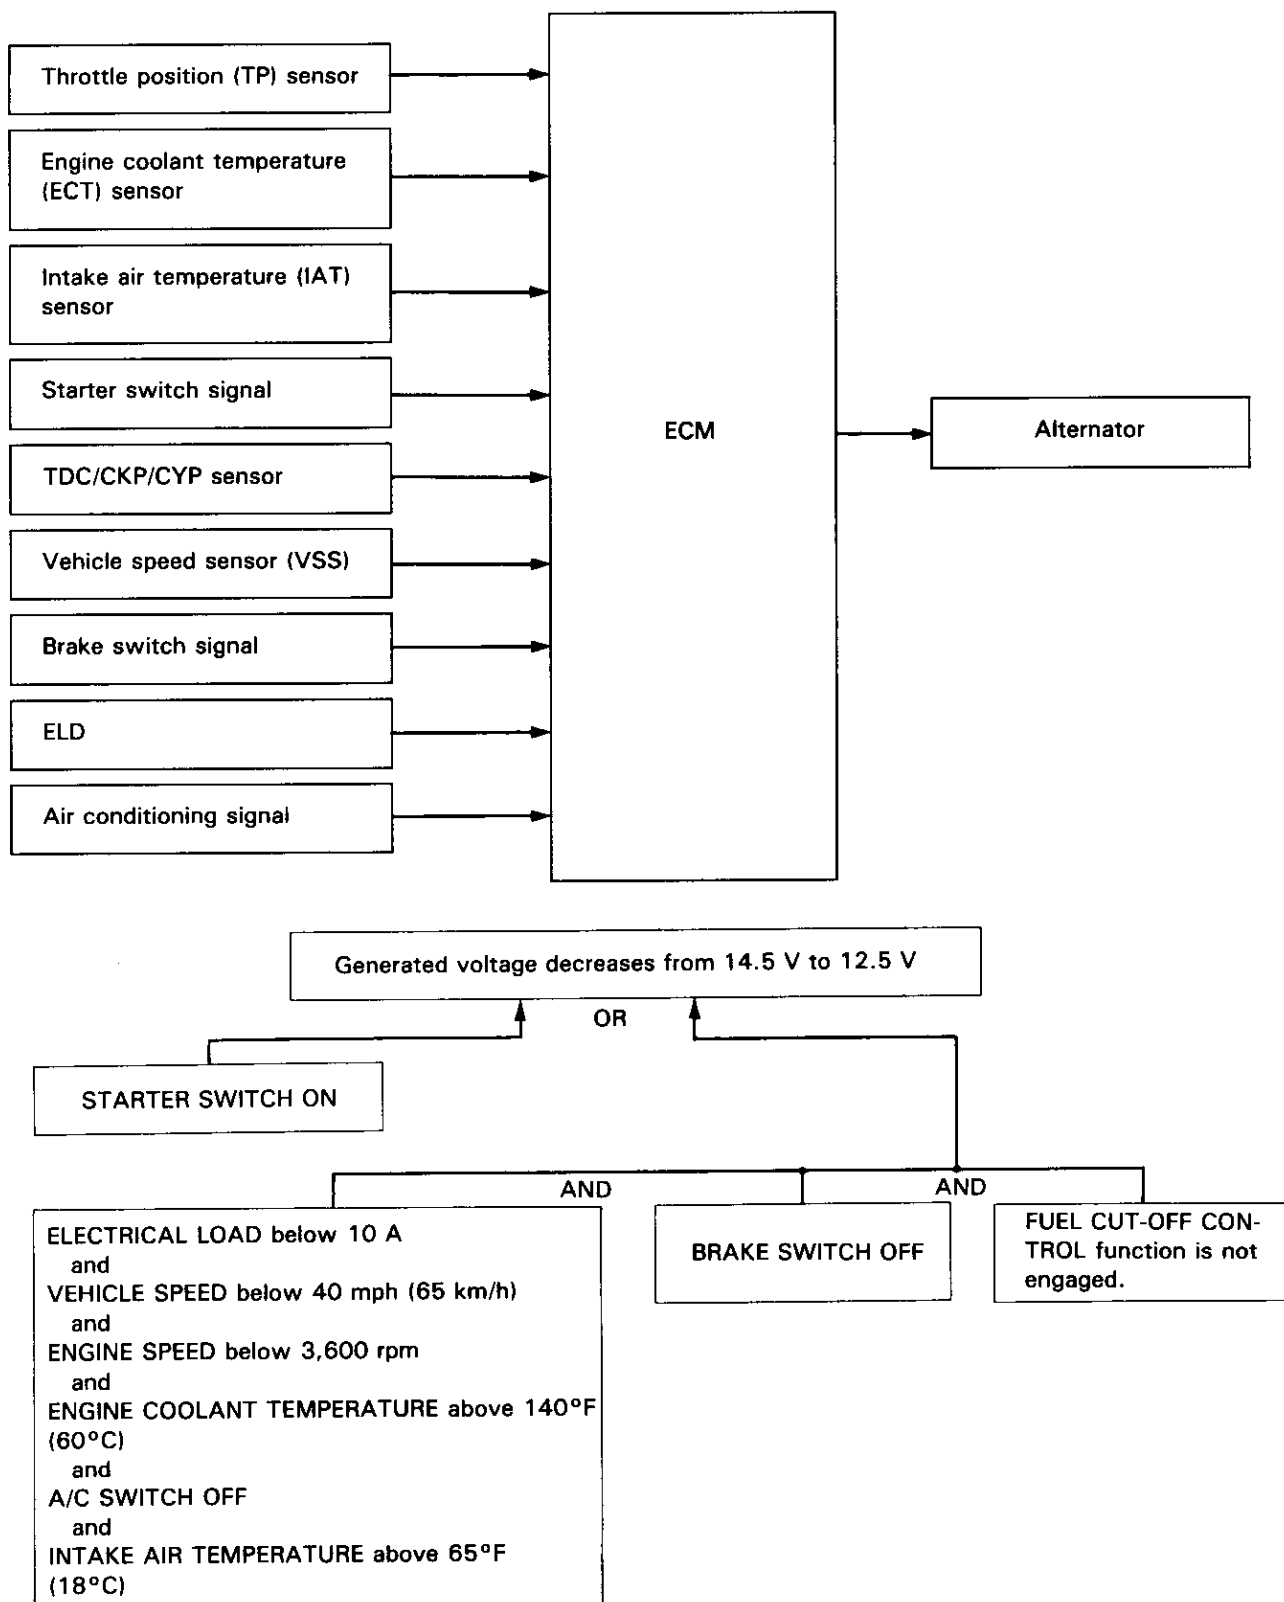 Throttle position (TP) sensor
Engine coolant temperature
(ECT) sensor
Intake air temperature (IAT)
sensor
Starter switch signal
TDC/CKP/CYP sensor
Vehicle speed sensor (VSS)
Brake switch signal
ELD
Air conditioning signal
ECM
Alternator
Generated voltage decreases from 14.5 V to 12.5 V
OR
STARTER SWITCH ON
AND
AND
ELECTRICAL LOAD below 10 A
and
VEHICLE SPEED below 40 mph (65 km/h)
and
ENGINE SPEED below 3,600 rpm
and
ENGINE COOLANT TEMPERATURE above 140°F
(60°C)
and
A/C SWITCH OFF
and
INTAKE AIR TEMPERATURE above 65°F
(18°C)
BRAKE SWITCH OFF
FUEL CUT-OFF CON-
TROL function is not
engaged.